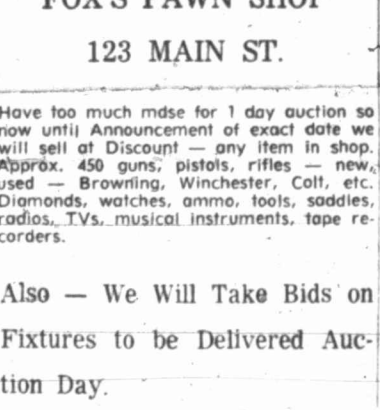 FOX'S PAWN SHOP
123 MAIN ST.
Have too much mdse for 1 day auction so
now until Announcement of exact date we
will sell at Discount — any item in shop.
Approx. 450 guns, pistols, rifles — new,
used — Browning, Winchester, Colt, etc.
Diamonds, watches, ammo, tools, saddles,
radios, TVs, musical instruments, tape re-
corders.
Also — We Will Take Bids on
Fixtures to be Delivered Auc-
tion Day.